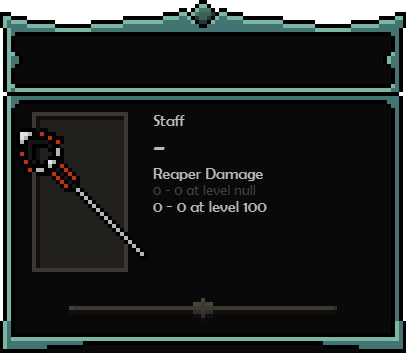 Staff
–
Reaper Damage
0 - 0 at level null
0 - 0 at level 100